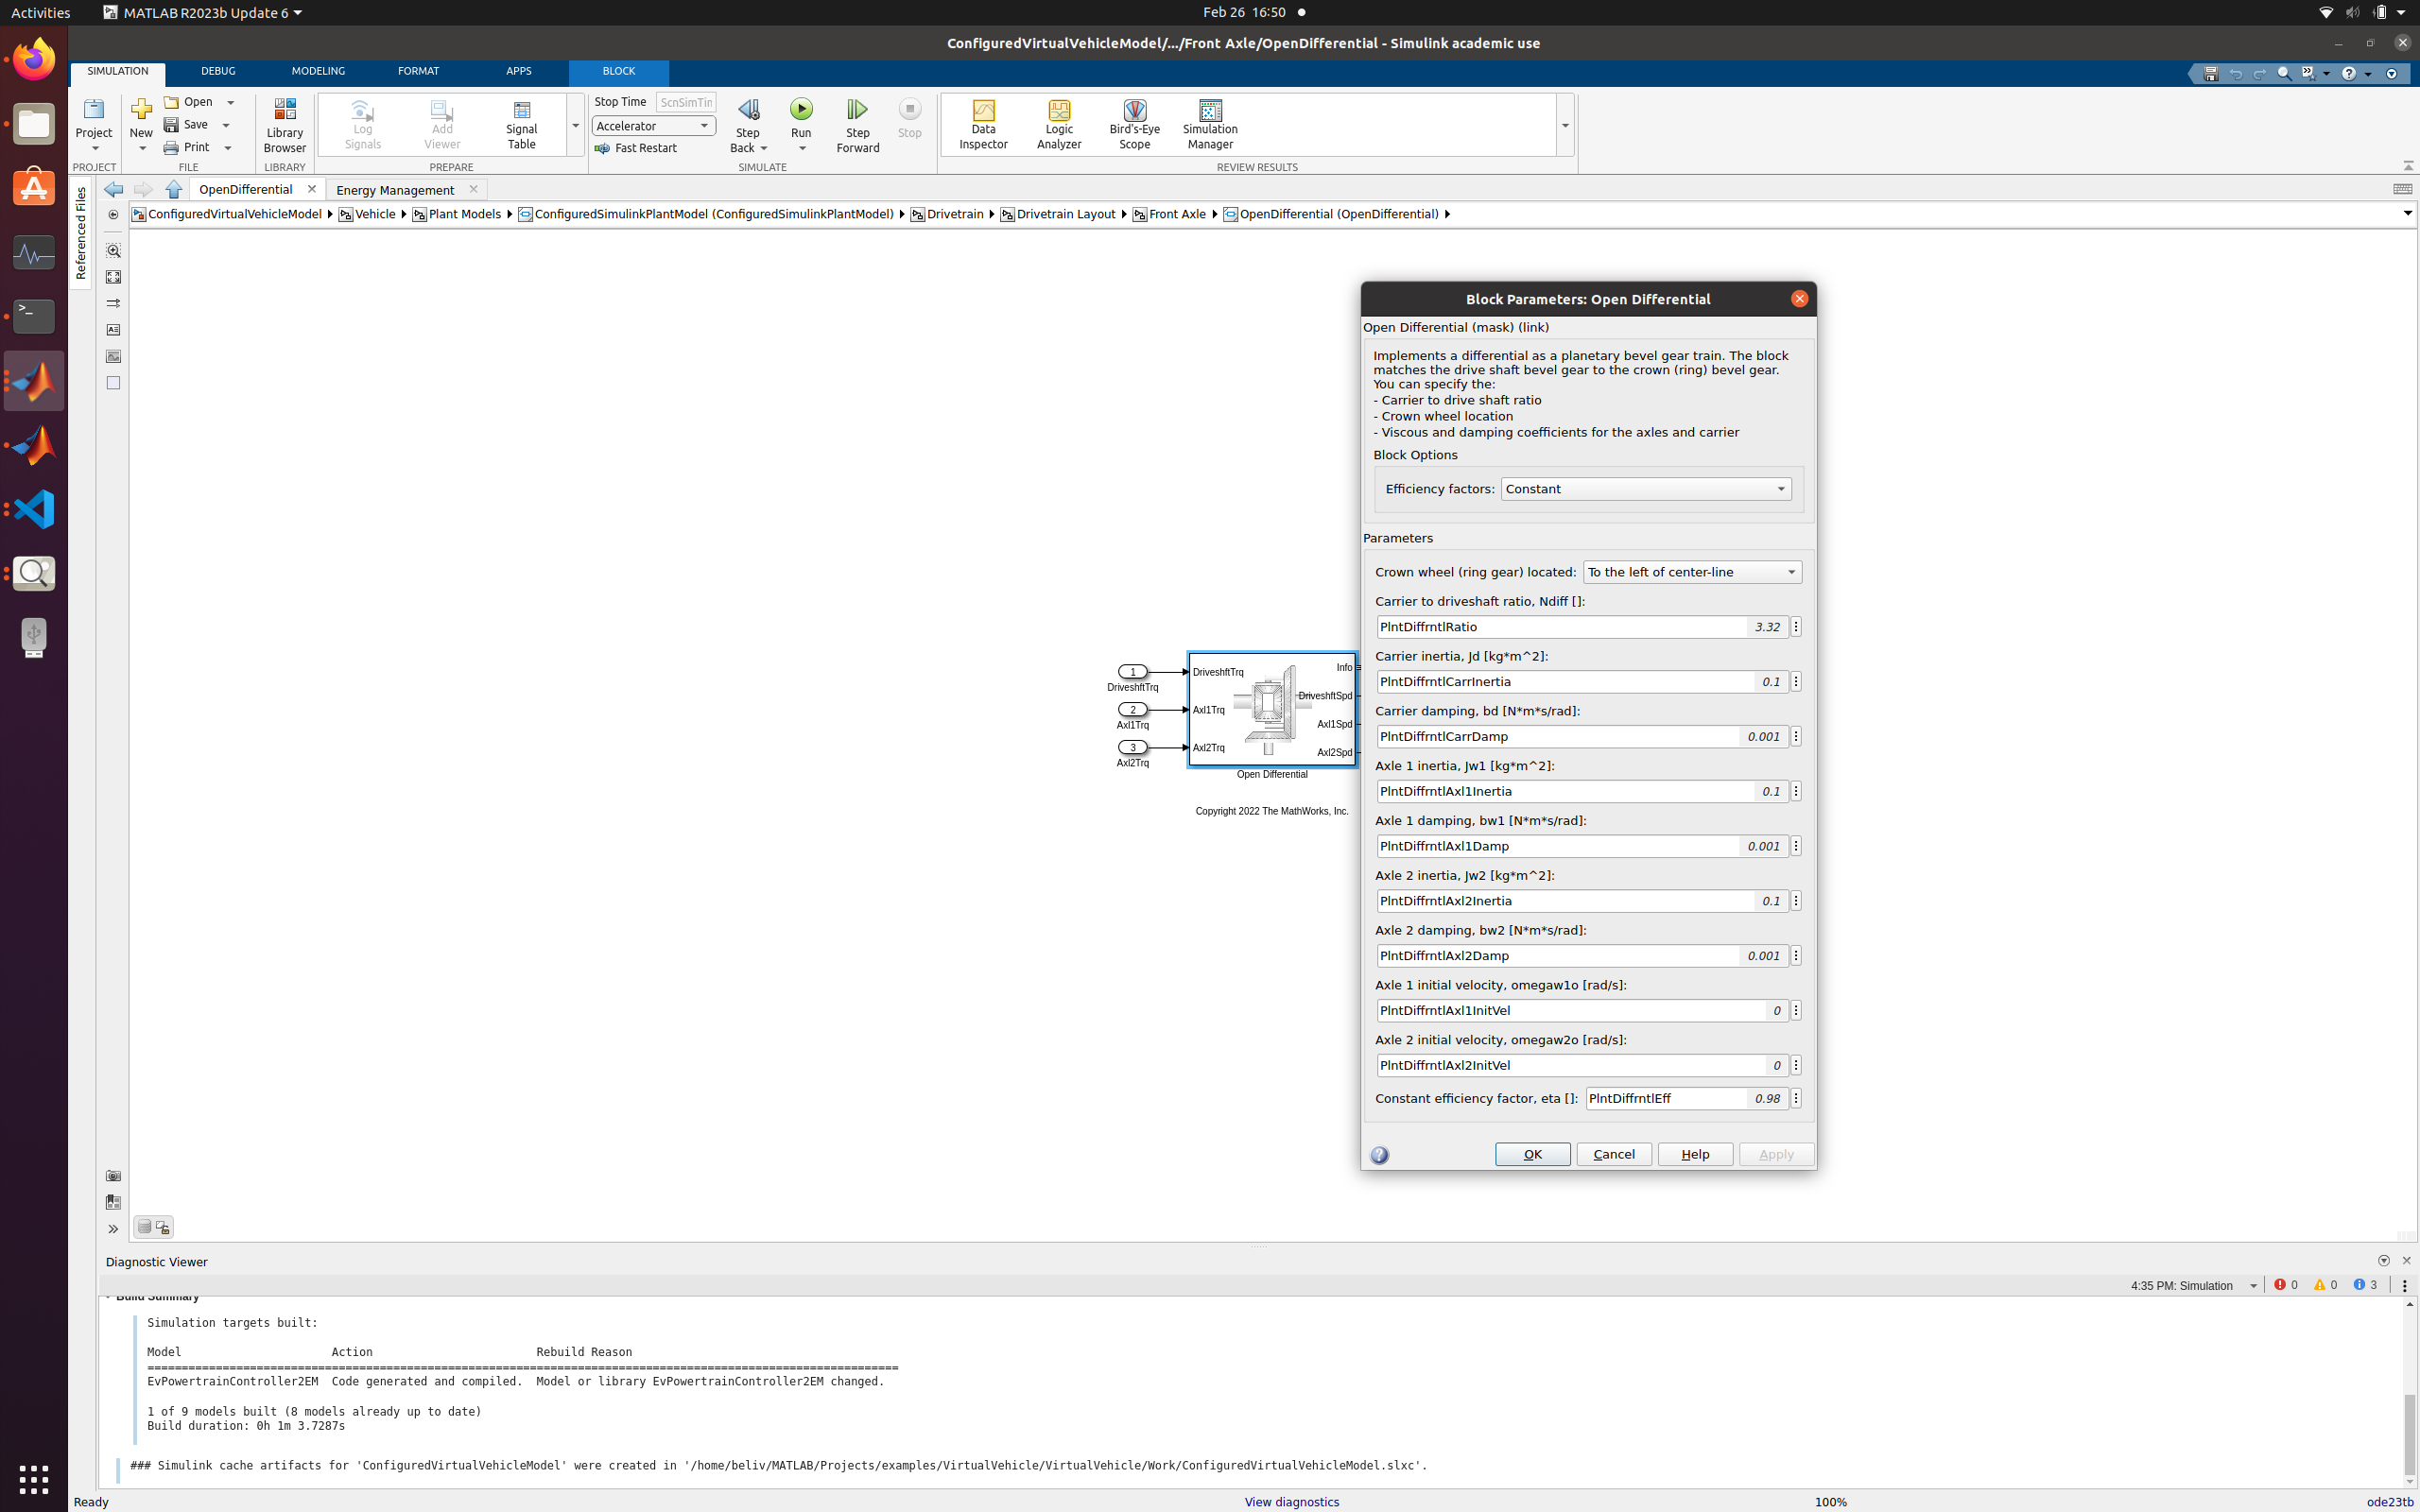 Activities
MATLAB R2023b Update 6
Feb 26 16:50
ConfiguredVirtualVehicleModel/.../Front Axle/OpenDifferential - Simulink academic use
SIMULATION
DEBUG
MODELING
FORMAT
APPS
BLOCK
Project
New
Open
Save
Print
Library
Browser
Log
Signals
Add
Viewer
Signal
Table
Stop Time
ScnSimTin
Accelerator
Fast Restart
Step
Back
Run
Step
Forward
Stop
Data
Inspector
Logic
Analyzer
Bird's-Eye
Scope
Simulation
Manager
PROJECT
FILE
LIBRARY
PREPARE
SIMULATE
REVIEW RESULTS
Referenced Files
OpenDifferential
Energy Management
ConfiguredVirtualVehicleModel
Vehicle
Plant Models
ConfiguredSimulinkPlantModel (ConfiguredSimulinkPlantModel)
Drivetrain
Drivetrain Layout
Front Axle
OpenDifferential (OpenDifferential)
1
DriveshftTrq
2
Axl1Trq
3
Axl2Trq
DriveshftTrq
Axl1Trq
Axl2Trq
Info
DriveshftSpd
Axl1Spd
Axl2Spd
Open Differential
Copyright 2022 The MathWorks, Inc.
Block Parameters: Open Differential
Open Differential (mask) (link)
Implements a differential as a planetary bevel gear train. The block
matches the drive shaft bevel gear to the crown (ring) bevel gear.
You can specify the:
- Carrier to drive shaft ratio
- Crown wheel location
- Viscous and damping coefficients for the axles and carrier
Block Options
Efficiency factors: Constant
Parameters
Crown wheel (ring gear) located: To the left of center-line
Carrier to driveshaft ratio, Ndiff []:
PlntDiffrntlRatio 3.32
Carrier inertia, Jd [kg*m^2]:
PlntDiffrntlCarrInertia 0.1
Carrier damping, bd [N*m*s/rad]:
PlntDiffrntlCarrDamp 0.001
Axle 1 inertia, Jw1 [kg*m^2]:
PlntDiffrntlAxl1Inertia 0.1
Axle 1 damping, bw1 [N*m*s/rad]:
PlntDiffrntlAxl1Damp 0.001
Axle 2 inertia, Jw2 [kg*m^2]:
PlntDiffrntlAxl2Inertia 0.1
Axle 2 damping, bw2 [N*m*s/rad]:
PlntDiffrntlAxl2Damp 0.001
Axle 1 initial velocity, omegaw1o [rad/s]:
PlntDiffrntlAxl1InitVel 0
Axle 2 initial velocity, omegaw2o [rad/s]:
PlntDiffrntlAxl2InitVel 0
Constant efficiency factor, eta []: PlntDiffrntlEff 0.98
OK
Cancel
Help
Apply
Diagnostic Viewer
4:35 PM: Simulation 0 0 3
Build Summary
Simulation targets built:
Model Action Rebuild Reason
==============================================================================================================
EvPowertrainController2EM Code generated and compiled. Model or library EvPowertrainController2EM changed.
1 of 9 models built (8 models already up to date)
Build duration: 0h 1m 3.7287s
### Simulink cache artifacts for 'ConfiguredVirtualVehicleModel' were created in '/home/beliv/MATLAB/Projects/examples/VirtualVehicle/VirtualVehicle/Work/ConfiguredVirtualVehicleModel.slxc'.
Ready
View diagnostics
100%
ode23tb